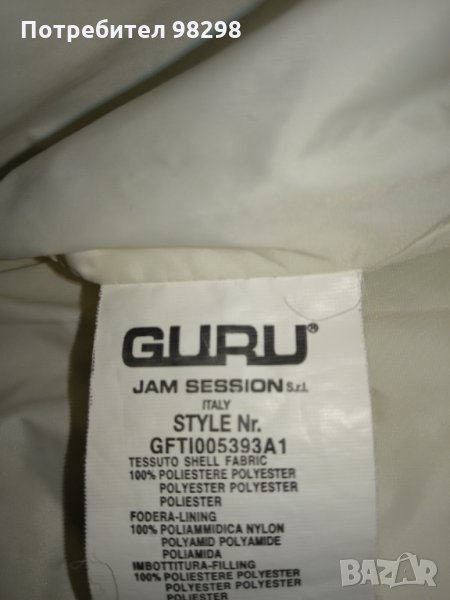 Потребител 98298
GURU®
JAM SESSION S.r.l.
ITALY
STYLE Nr.
GFTI005393A1
TESSUTO SHELL FABRIC
100% POLIESTERE POLYESTER
POLYESTER POLYESTER
POLIESTER
FODERA-LINING
100% POLIAMMIDICA NYLON
POLYAMID POLYAMIDE
POLIAMIDA
IMBOTTITURA-FILLING
100% POLIESTERE POLYESTER
POLYESTER POLYESTER
BAZAR